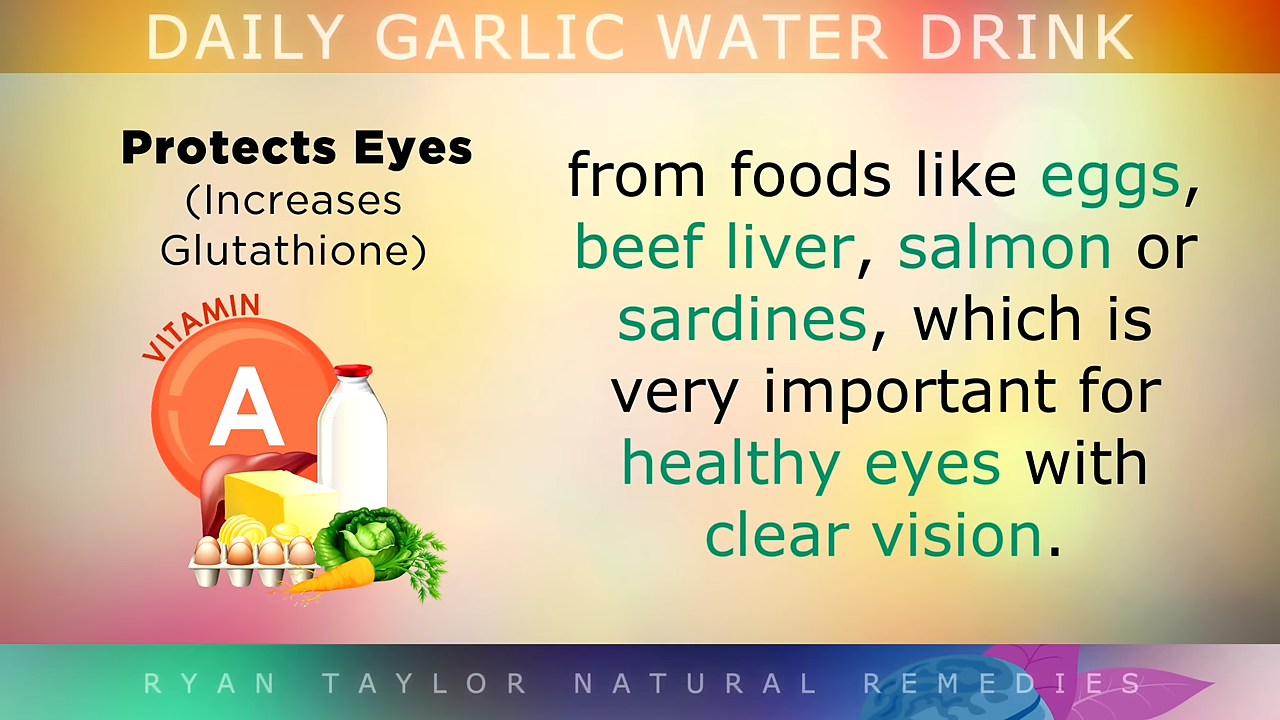 DAILY GARLIC WATER DRINK
Protects Eyes
(Increases
Glutathione)
VITAMIN
A
from foods like eggs,
beef liver, salmon or
sardines, which is
very important for
healthy eyes with
clear vision.
RYAN TAYLOR NATURAL REMEDIES